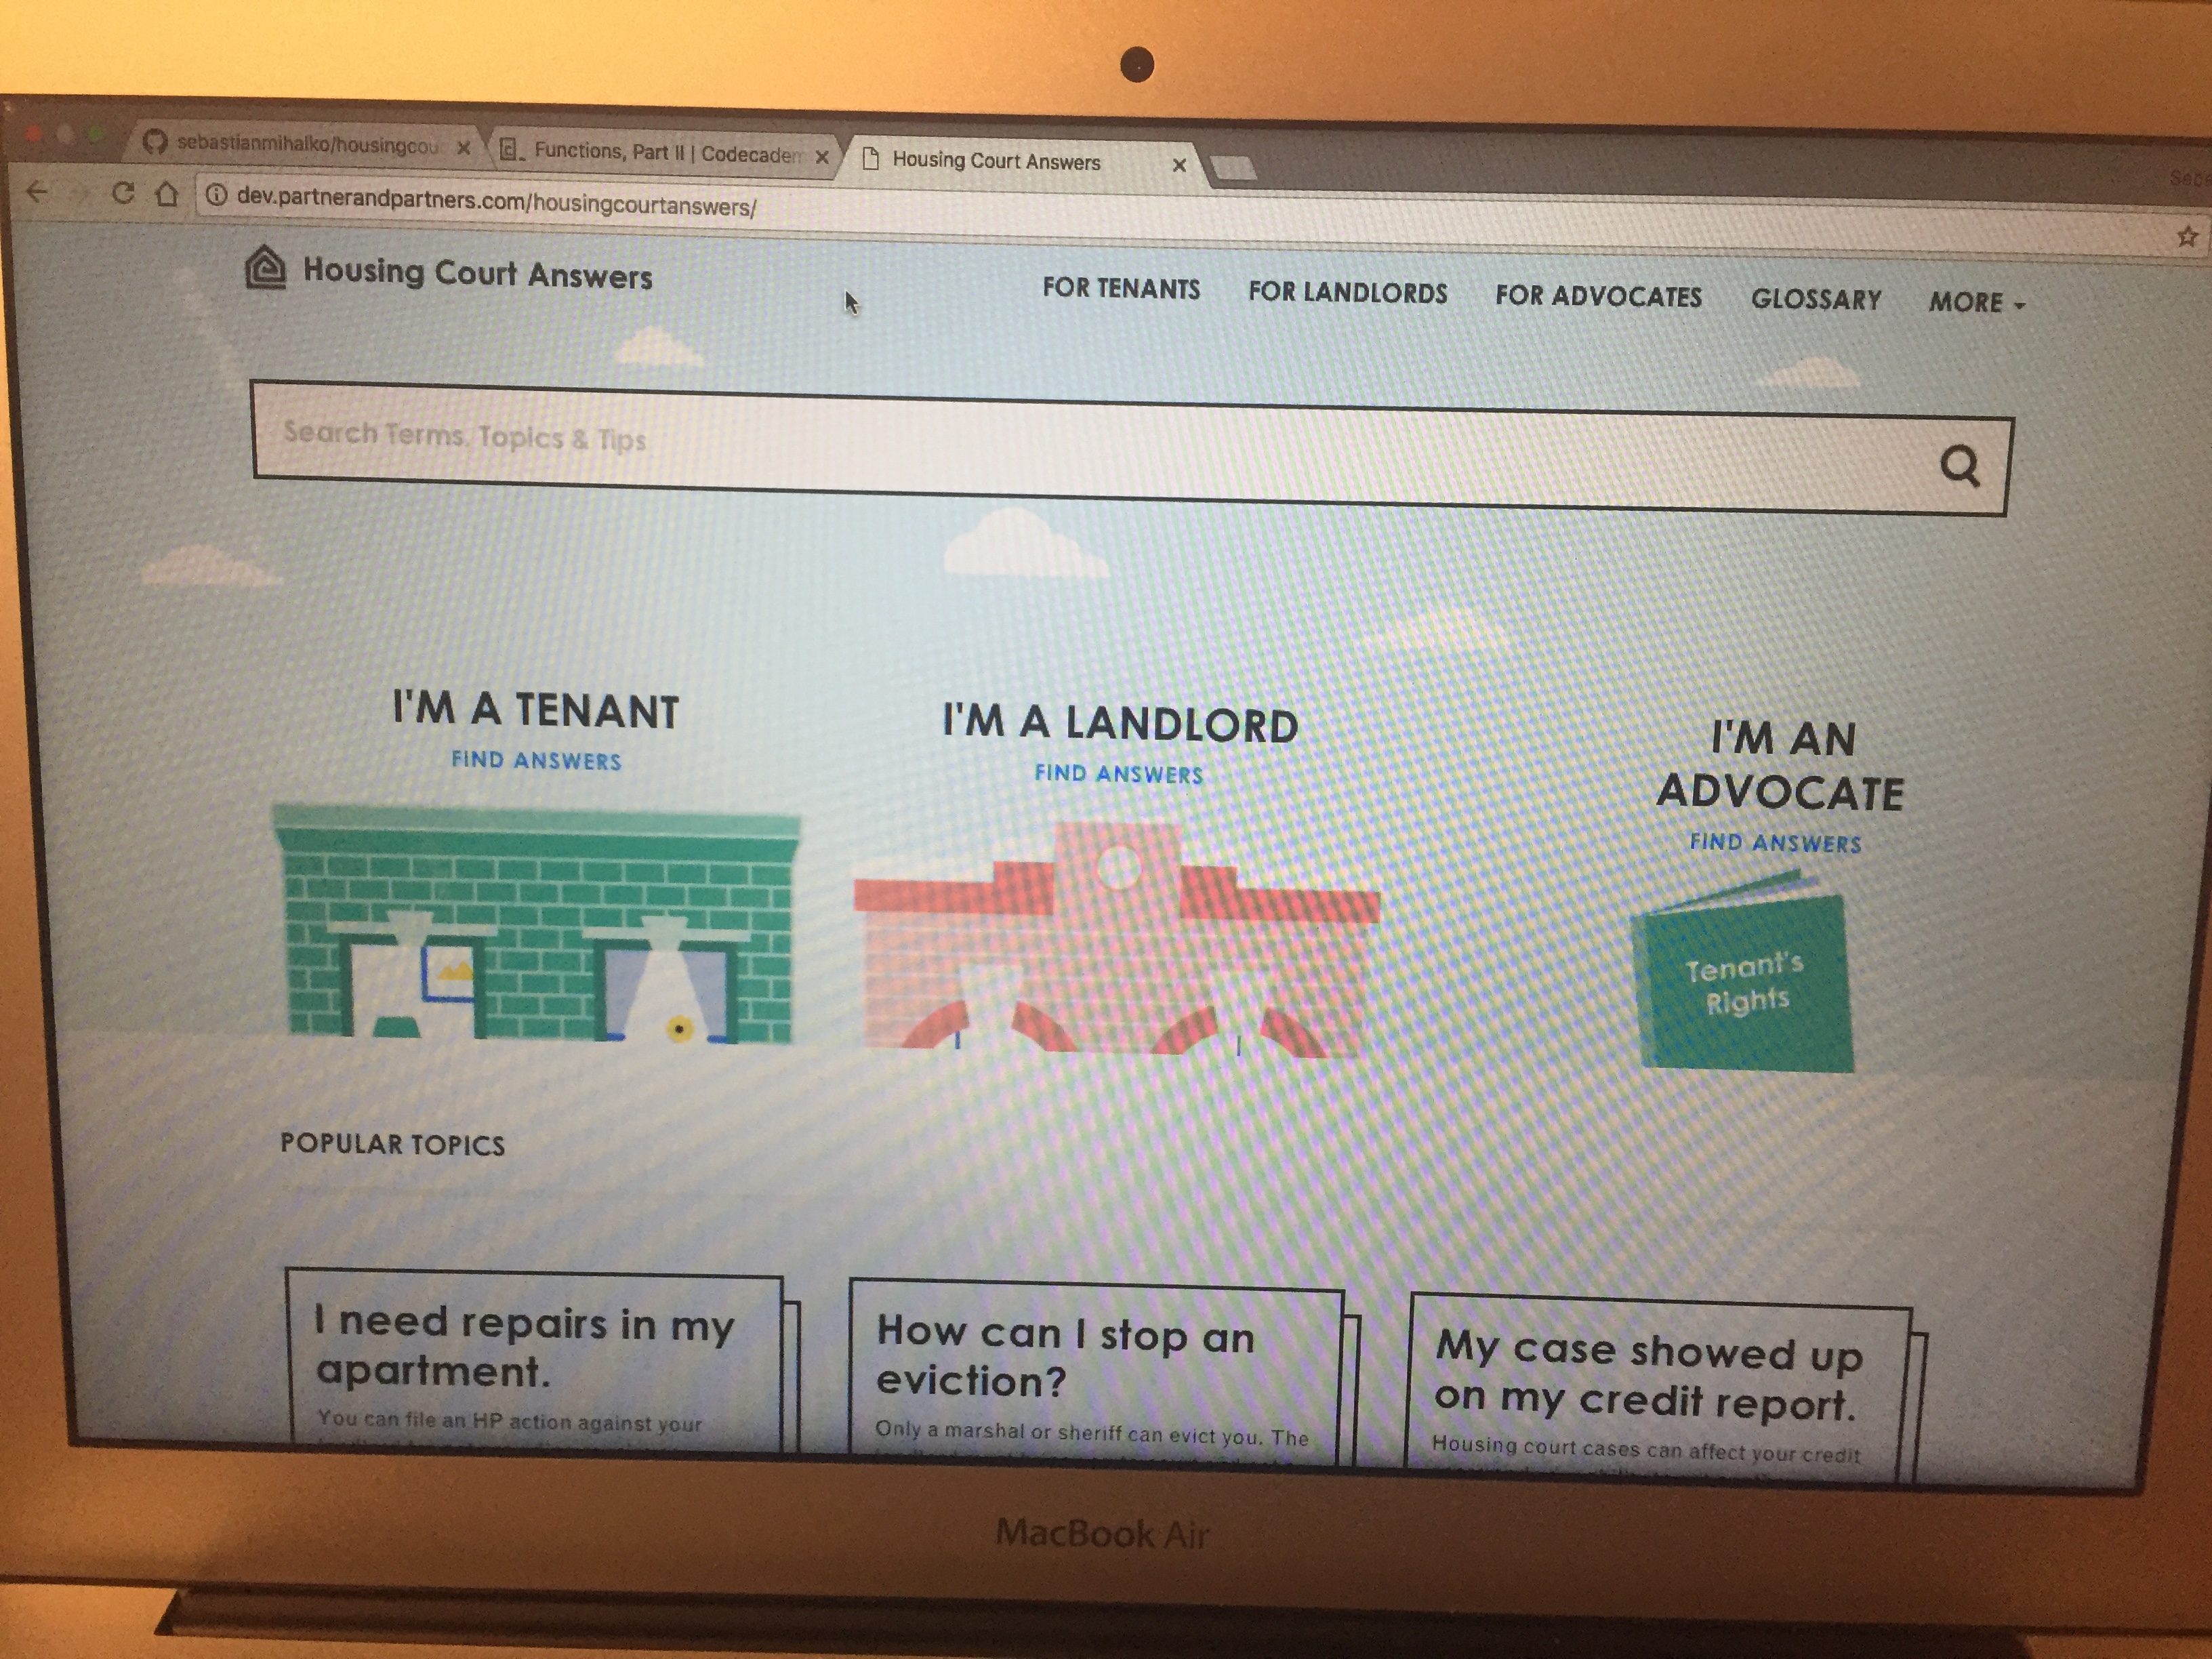 sebastianmihalko/housingcou
Functions, Part II | Codecadem
Housing Court Answers
dev.partnerandpartners.com/housingcourtanswers/
Housing Court Answers
FOR TENANTS
FOR LANDLORDS
FOR ADVOCATES
GLOSSARY
MORE
Search Terms, Topics & Tips
I'M A TENANT
FIND ANSWERS
I'M A LANDLORD
FIND ANSWERS
I'M AN
ADVOCATE
FIND ANSWERS
Tenant's
Rights
POPULAR TOPICS
I need repairs in my
apartment.
You can file an HP action against your
How can I stop an
eviction?
Only a marshal or sheriff can evict you. The
My case showed up
on my credit report.
Housing court cases can affect your credit
MacBook Air